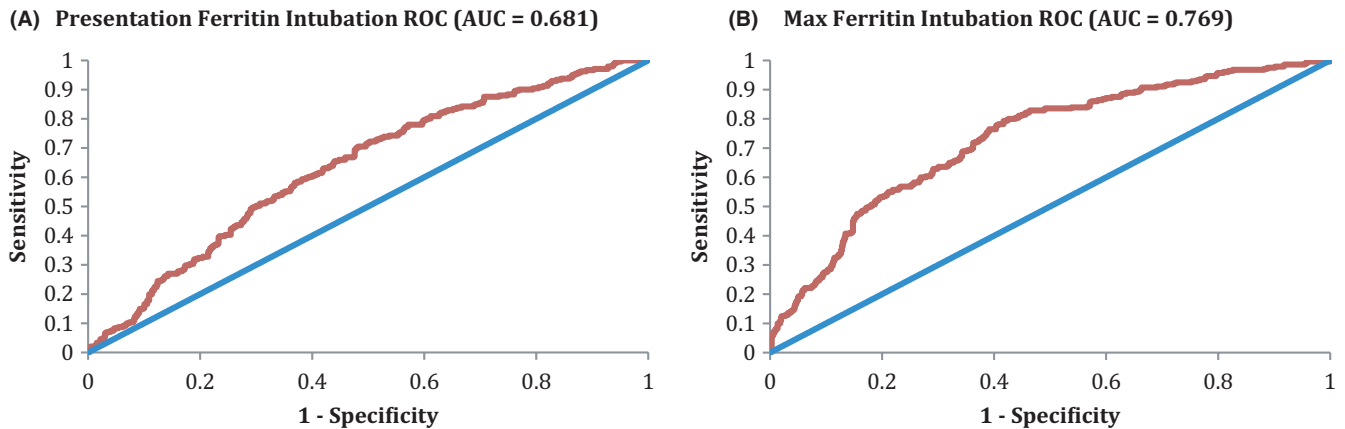 (A) Presentation Ferritin Intubation ROC (AUC = 0.681)
1
0.9
0.8
0.7
0.6
0.5
0.4
0.3
0.2
0.1
0
Sensitivity
0 0.2 0.4 0.6 0.8 1
1 - Specificity
(B) Max Ferritin Intubation ROC (AUC = 0.769)
1
0.9
0.8
0.7
0.6
0.5
0.4
0.3
0.2
0.1
0
Sensitivity
0 0.2 0.4 0.6 0.8 1
1 - Specificity